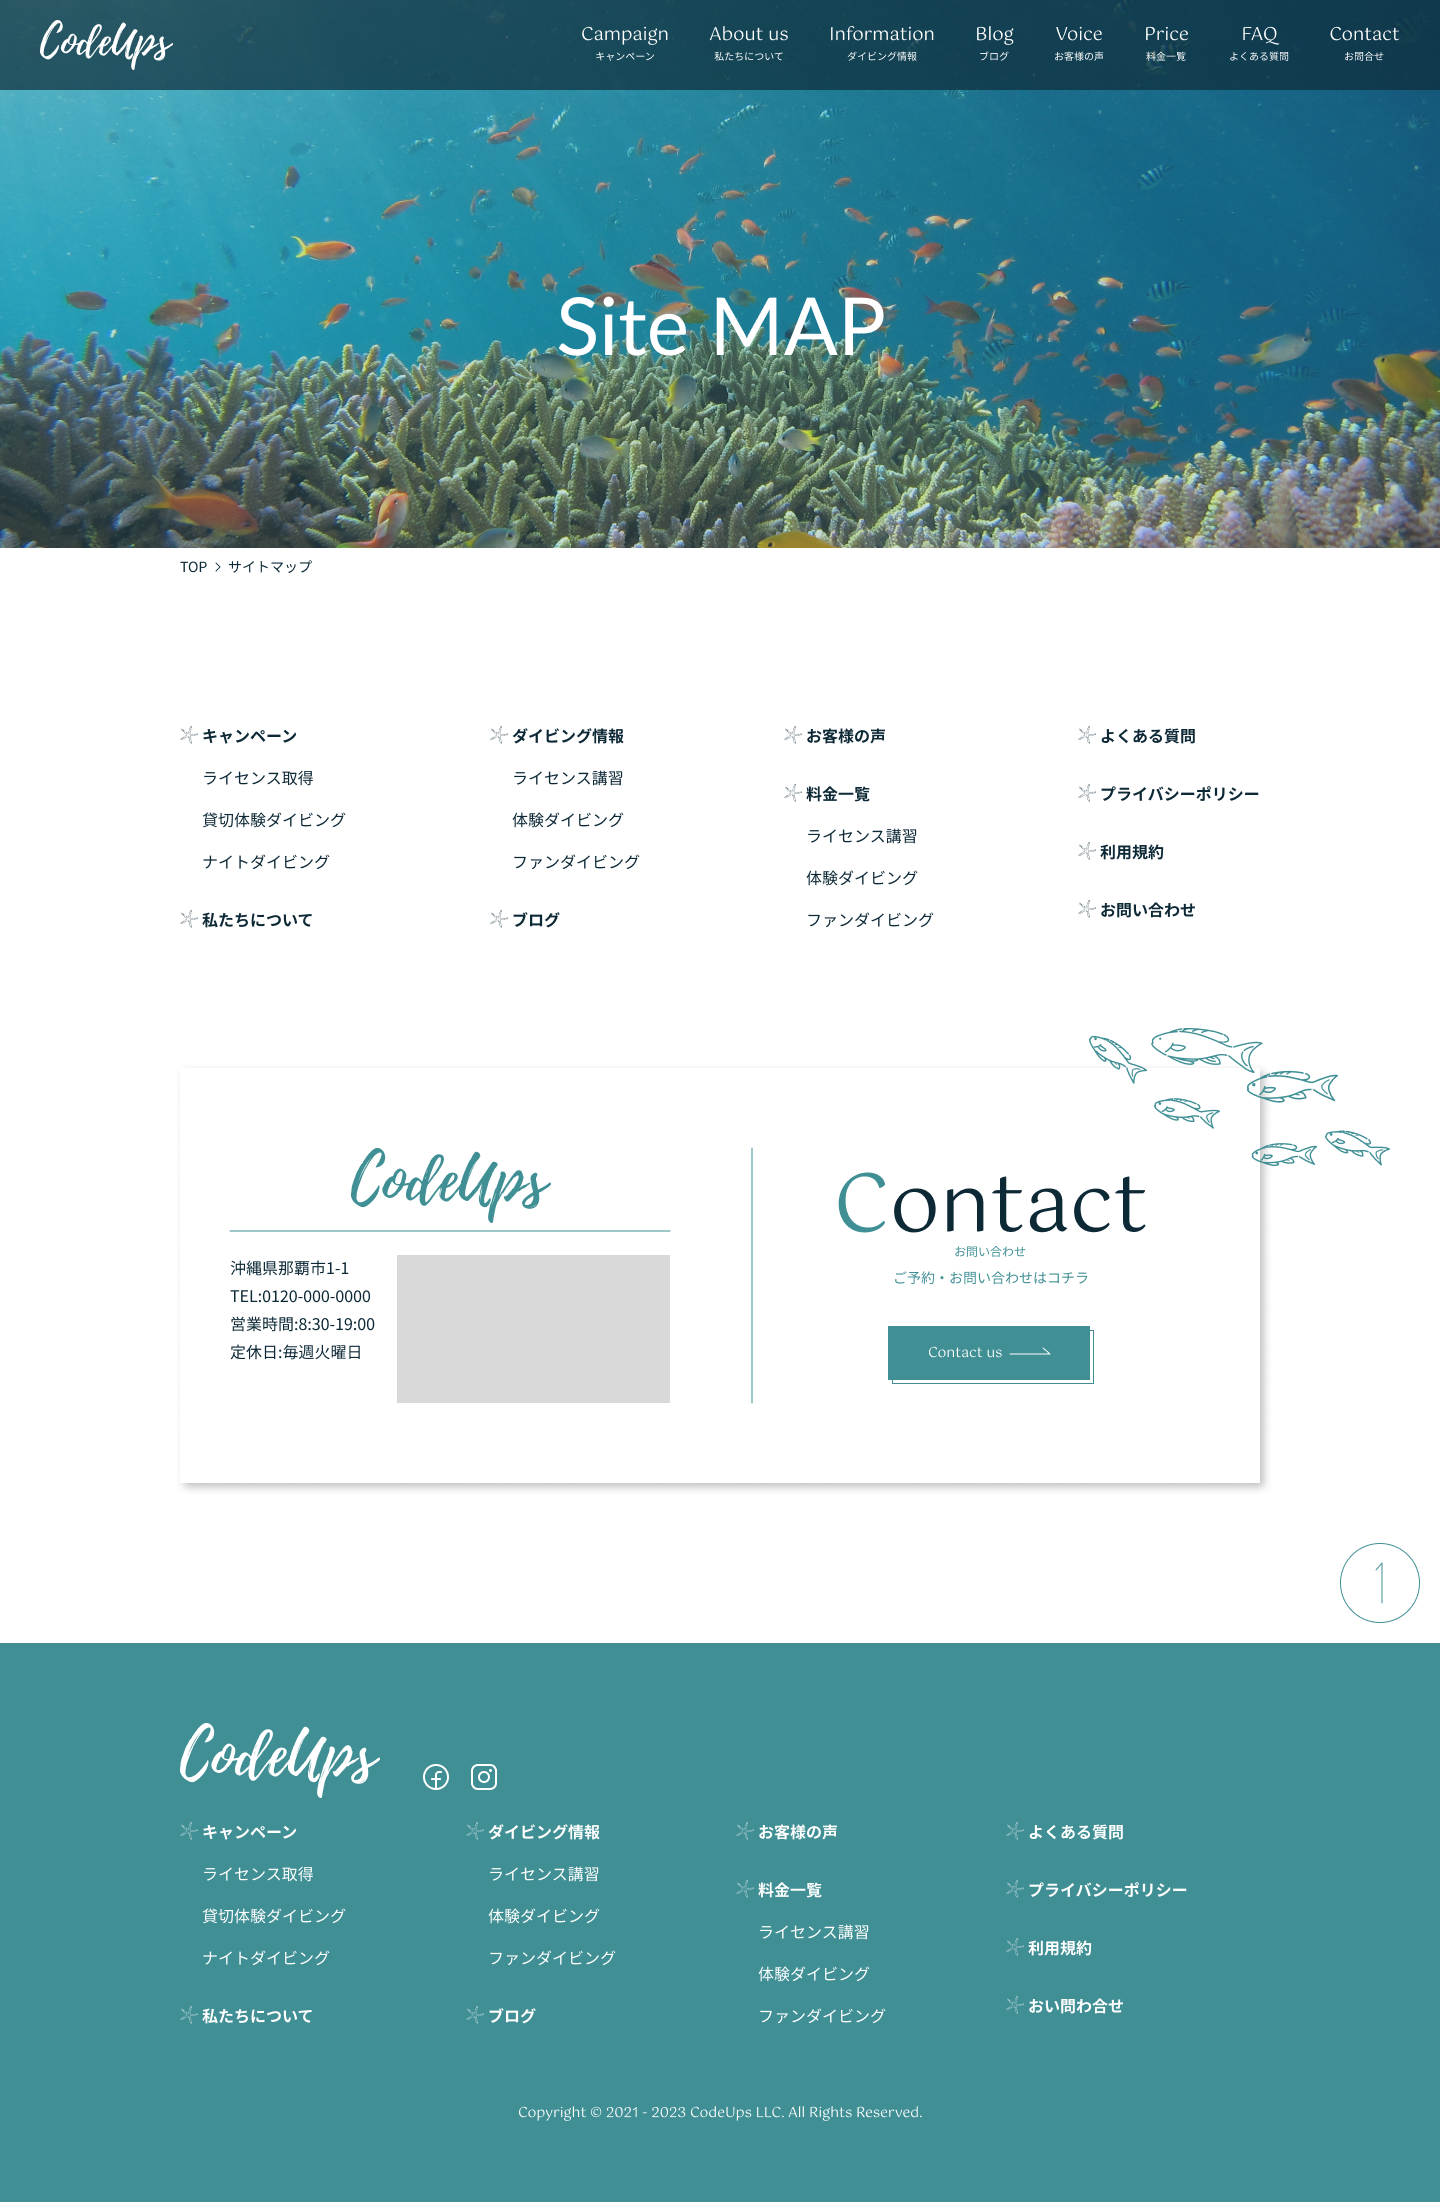 CodeUps
Campaign
キャンペーン
About us
私たちについて
Information
ダイビング情報
Blog
ブログ
Voice
お客様の声
Price
料金一覧
FAQ
よくある質問
Contact
お問合せ
Site MAP
TOP > サイトマップ
キャンペーン
ライセンス取得
貸切体験ダイビング
ナイトダイビング
私たちについて
ダイビング情報
ライセンス講習
体験ダイビング
ファンダイビング
ブログ
お客様の声
料金一覧
ライセンス講習
体験ダイビング
ファンダイビング
よくある質問
プライバシーポリシー
利用規約
お問い合わせ
CodeUps
沖縄県那覇市1-1
TEL:0120-000-0000
営業時間:8:30-19:00
定休日:毎週火曜日
Contact
お問い合わせ
ご予約・お問い合わせはコチラ
Contact us
CodeUps
キャンペーン
ライセンス取得
貸切体験ダイビング
ナイトダイビング
私たちについて
ダイビング情報
ライセンス講習
体験ダイビング
ファンダイビング
ブログ
お客様の声
料金一覧
ライセンス講習
体験ダイビング
ファンダイビング
よくある質問
プライバシーポリシー
利用規約
おい問わ合せ
Copyright © 2021 - 2023 CodeUps LLC. All Rights Reserved.